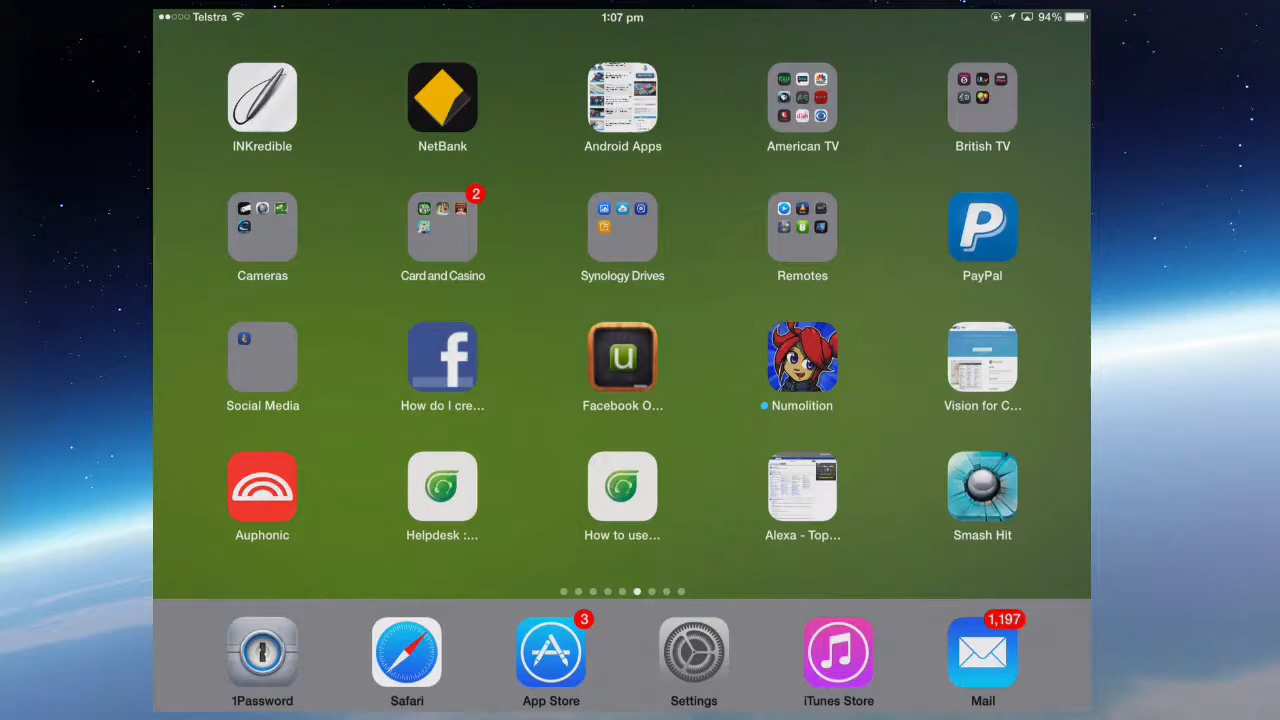 Telstra 1:07 pm 94%
INKredible NetBank Android Apps American TV British TV
2
Cameras Card and Casino Synology Drives Remotes PayPal
Social Media How do I cre... Facebook O... Numolition Vision for C...
Auphonic Helpdesk :... How to use... Alexa - Top... Smash Hit
3 1,197
1Password Safari App Store Settings iTunes Store Mail